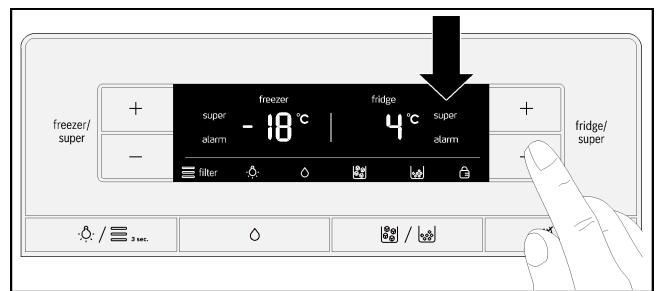 freezer
fridge
super
- 18 °C
4 °C
super
alarm
alarm
filter
freezer/
super
+
−
+
fridge/
super
/
3 sec.
/